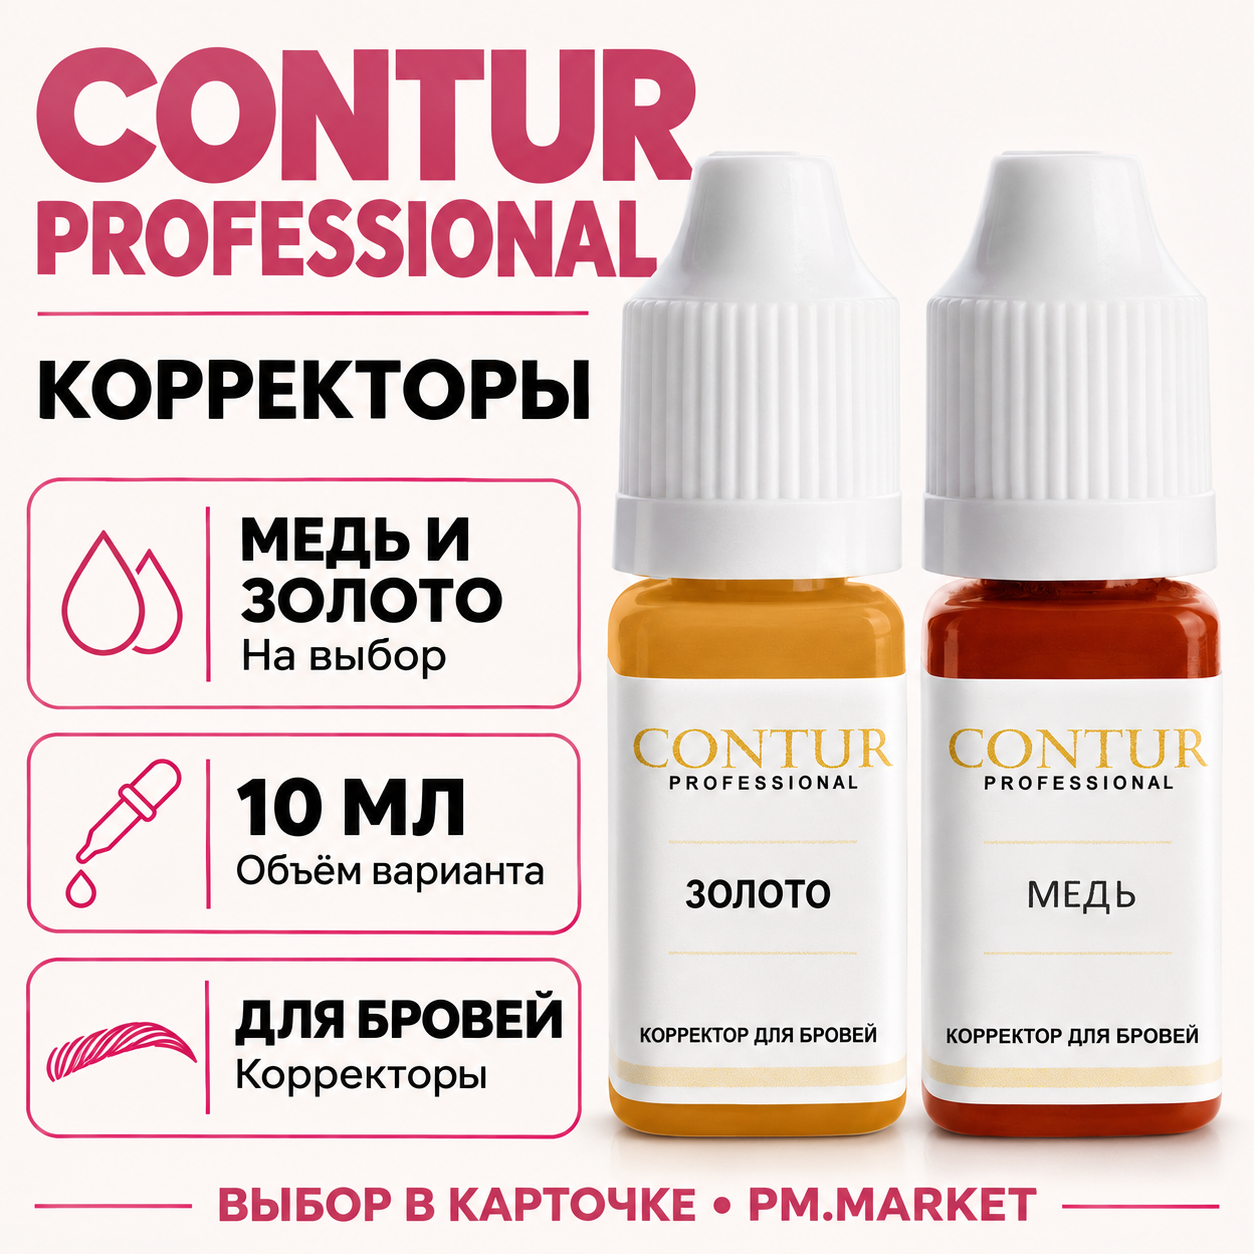 CONTUR
PROFESSIONAL
КОРРЕКТОРЫ
МЕДЬ И
ЗОЛОТО
На выбор
10 МЛ
Объём варианта
ДЛЯ БРОВЕЙ
Корректоры
CONTUR
PROFESSIONAL
ЗОЛОТО
КОРРЕКТОР ДЛЯ БРОВЕЙ
CONTUR
PROFESSIONAL
МЕДЬ
КОРРЕКТОР ДЛЯ БРОВЕЙ
ВЫБОР В КАРТОЧКЕ • PM.MARKET